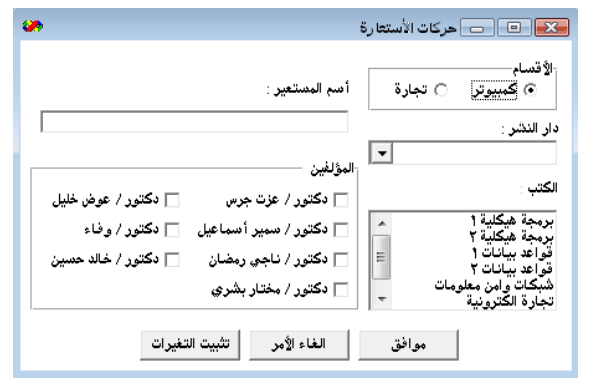 حركات الأستعارة
الأقسام
كمبيوتر
تجارة
أسم المستعير :
دار النشر :
المؤلفين
دكتور / عزت جرس
دكتور / عوض خليل
دكتور / سمير أسماعيل
دكتور / وفاء
دكتور / ناجي رمضان
دكتور / خالد حسين
دكتور / مختار بشري
الكتب :
برمجة هيكلية ١
برمجة هيكلية ٢
قواعد بيانات ١
قواعد بيانات ٢
شبكات وامن معلومات
تجارة الكترونية
موافق
الغاء الأمر
تثبيت التغيرات